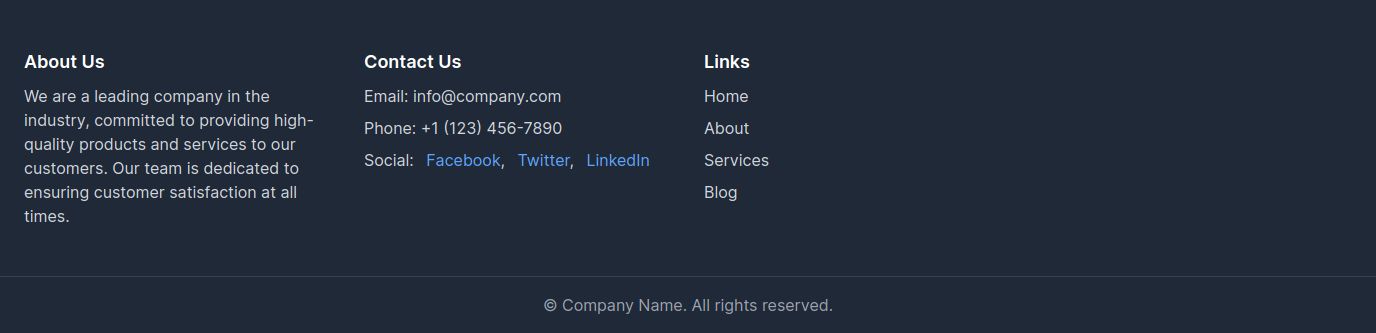 About Us
We are a leading company in the
industry, committed to providing high-
quality products and services to our
customers. Our team is dedicated to
ensuring customer satisfaction at all
times.
Contact Us
Email: info@company.com
Phone: +1 (123) 456-7890
Social: Facebook, Twitter, LinkedIn
Links
Home
About
Services
Blog
© Company Name. All rights reserved.